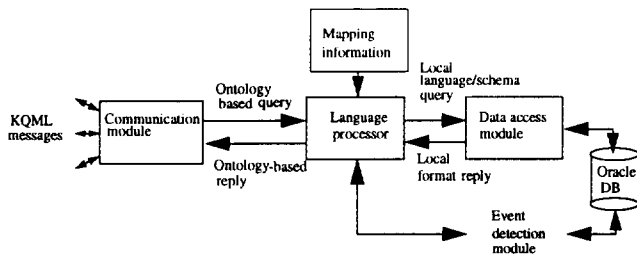 Mapping
information
Ontology
based query
Local
language/schema
query
KQML
messages
Communication
module
Language
processor
Data access
module
Ontology-based
reply
Local
format reply
Oracle
DB
Event
detection
module